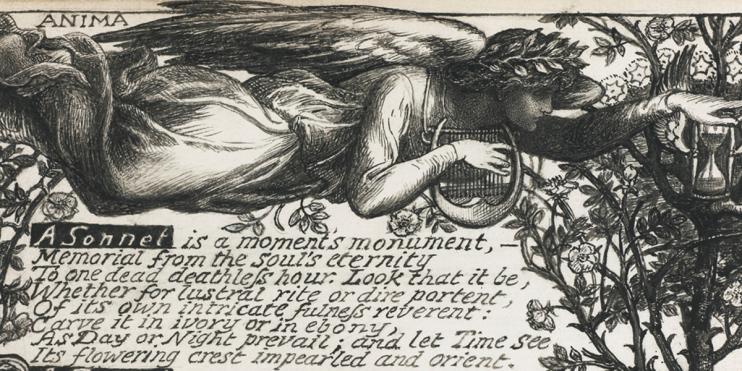 ANIMA
A Sonnet is a moment's monument,—
Memorial from the Soul's eternity
To one dead deathleſs hour. Look that it be,
Whether for lustral rite or dire portent,
Of its own intricate fulneſs reverent:
Carve it in ivory or in ebony,
As Day or Night prevail; and let Time see
Its flowering crest impearled and orient.